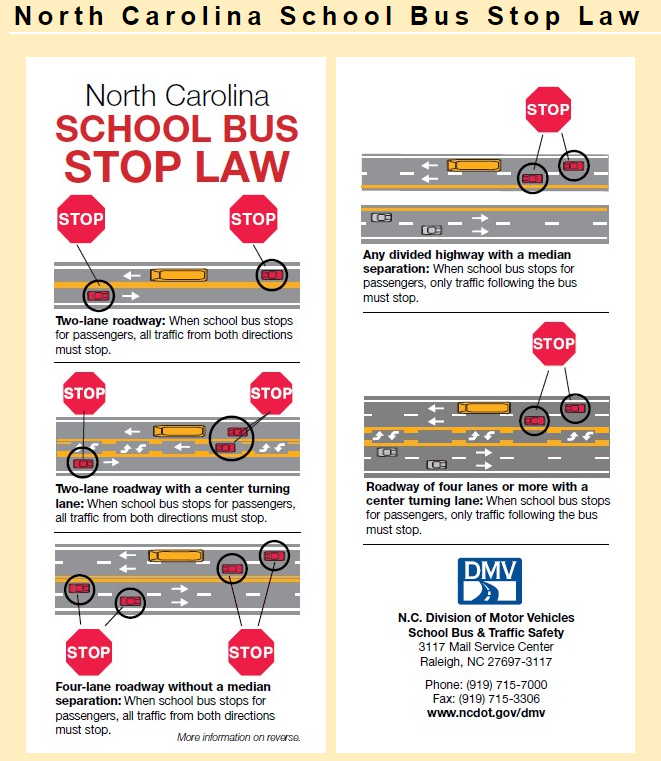 North Carolina School Bus Stop Law
North Carolina
SCHOOL BUS
STOP LAW
STOP
STOP
Two-lane roadway: When school bus stops
for passengers, all traffic from both directions
must stop.
STOP
STOP
Two-lane roadway with a center turning
lane: When school bus stops for passengers,
all traffic from both directions must stop.
STOP
STOP
Four-lane roadway without a median
separation: When school bus stops for
passengers, all traffic from both directions
must stop.
More information on reverse.
STOP
Any divided highway with a median
separation: When school bus stops for
passengers, only traffic following the bus
must stop.
STOP
Roadway of four lanes or more with a
center turning lane: When school bus stops
for passengers, only traffic following the bus
must stop.
DMV
N.C. Division of Motor Vehicles
School Bus & Traffic Safety
3117 Mail Service Center
Raleigh, NC 27697-3117
Phone: (919) 715-7000
Fax: (919) 715-3306
www.ncdot.gov/dmv